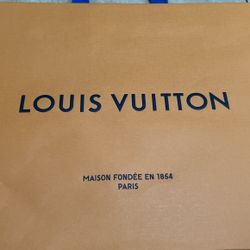 LOUIS VUITTON
MAISON FONDÉE EN 1854
PARIS